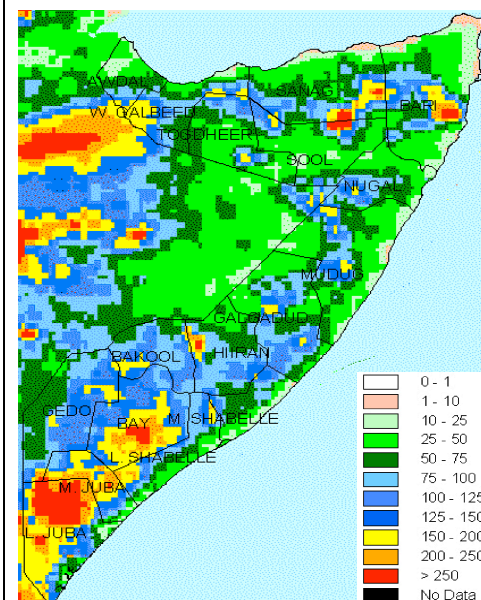 AWDAL
SANAG
BARI
W. GALBEED
TOGDHEER
SOOL
NUGAL
MUDUG
GALGADUD
BAKOOL
HIIRAN
GEDO
BAY
M. SHABELLE
L. SHABELLE
M. JUBA
L. JUBA
0 - 1
1 - 10
10 - 25
25 - 50
50 - 75
75 - 100
100 - 125
125 - 150
150 - 200
200 - 250
> 250
No Data